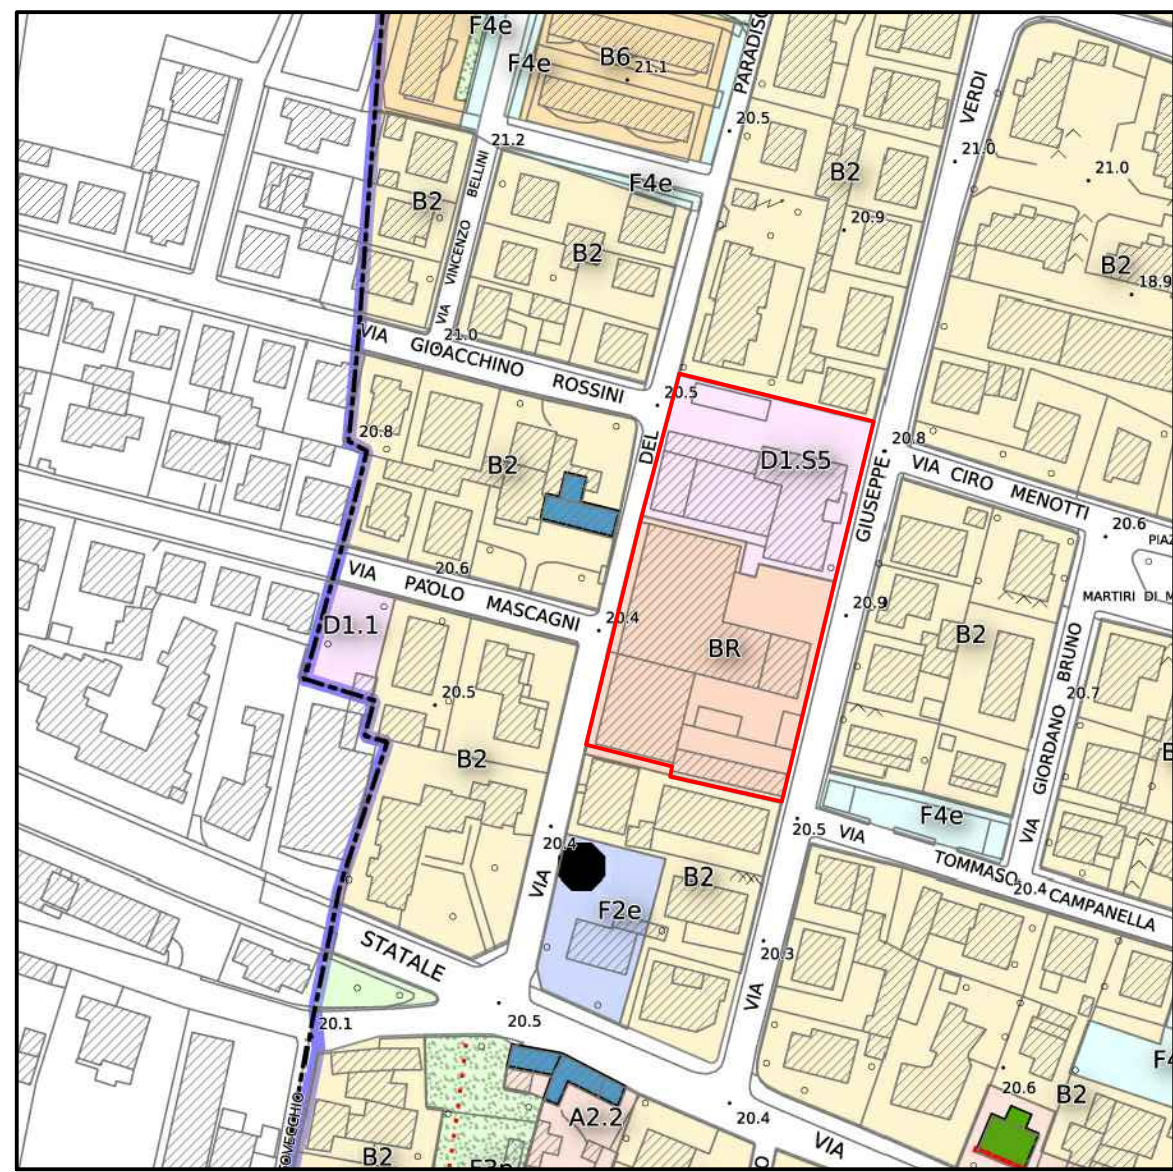 F4e
F4e
B6
21.1
PARADISO
20.5
VERDI
21.0
21.0
21.2
BELLINI
VINCENZO
VIA
B2
F4e
B2
20.9
B2
B2
18.9
VIA GIOACCHINO ROSSINI
21.0
20.5
20.8
DEL
B2
D1.S5
GIUSEPPE
20.8
VIA CIRO MENOTTI
20.6
MARTIRI DI
VIA PAOLO MASCAGNI
20.6
20.4
20.9
D1.1
BR
B2
BRUNO
GIORDANO
VIA
20.7
20.5
B2
F4e
20.5
VIA TOMMASO CAMPANELLA
20.4
20.4
VIA
B2
F2e
STATALE
20.3
VIA
20.1
20.5
20.6
B2
A2.2
20.4
VIA
B2